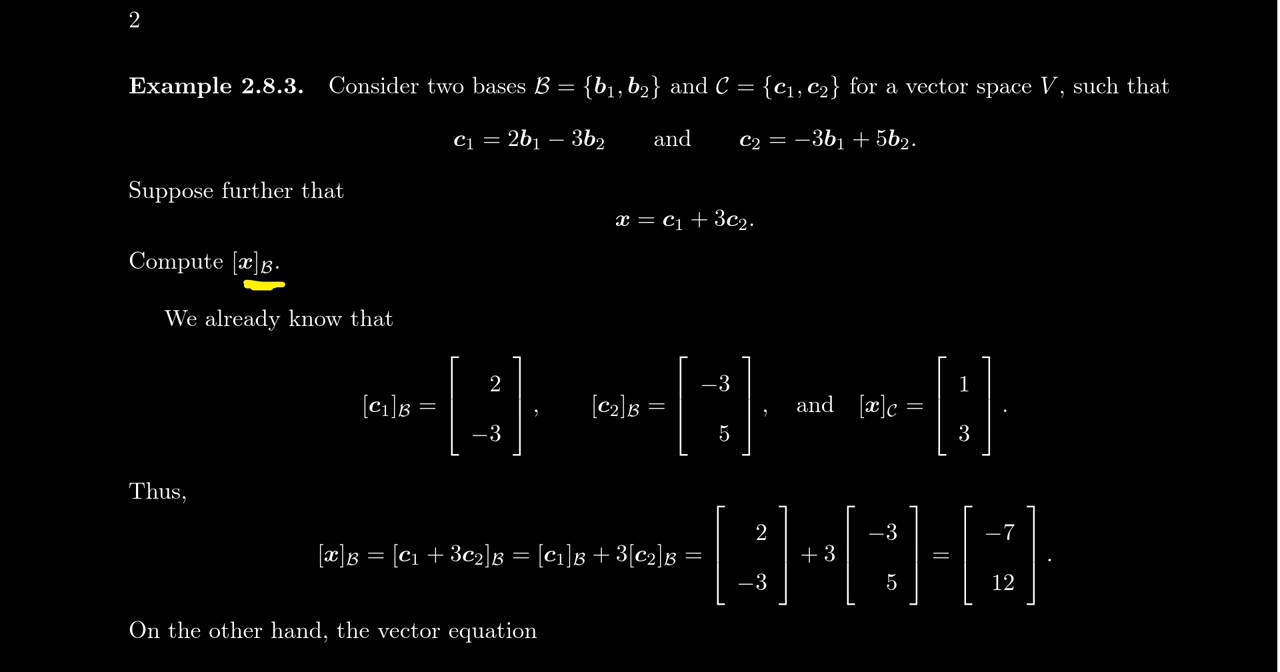 2
Example 2.8.3. Consider two bases ℬ = {b₁, b₂} and 𝒞 = {c₁, c₂} for a vector space V, such that
c₁ = 2b₁ − 3b₂ and c₂ = −3b₁ + 5b₂.
Suppose further that
x = c₁ + 3c₂.
Compute [x]ℬ.
We already know that
[c₁]ℬ = [2 −3], [c₂]ℬ = [−3 5], and [x]𝒞 = [1 3].
Thus,
[x]ℬ = [c₁ + 3c₂]ℬ = [c₁]ℬ + 3[c₂]ℬ = [2 −3] + 3 [−3 5] = [−7 12].
On the other hand, the vector equation